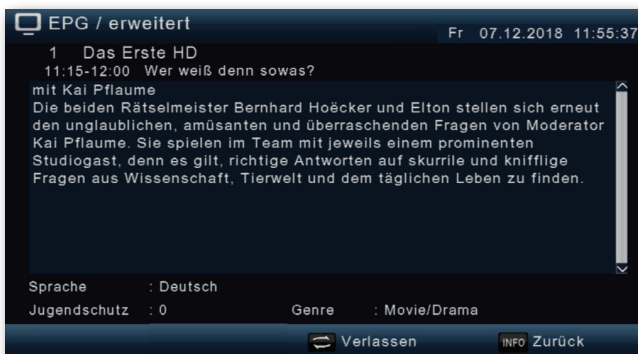 EPG / erweitert
Fr 07.12.2018 11:55:37
1 Das Erste HD
11:15-12:00 Wer weiß denn sowas?
mit Kai Pflaume
Die beiden Rätselmeister Bernhard Hoëcker und Elton stellen sich erneut
den unglaublichen, amüsanten und überraschenden Fragen von Moderator
Kai Pflaume. Sie spielen im Team mit jeweils einem prominenten
Studiogast, denn es gilt, richtige Antworten auf skurrile und knifflige
Fragen aus Wissenschaft, Tierwelt und dem täglichen Leben zu finden.
Sprache : Deutsch
Jugendschutz : 0 Genre : Movie/Drama
Verlassen INFO Zurück